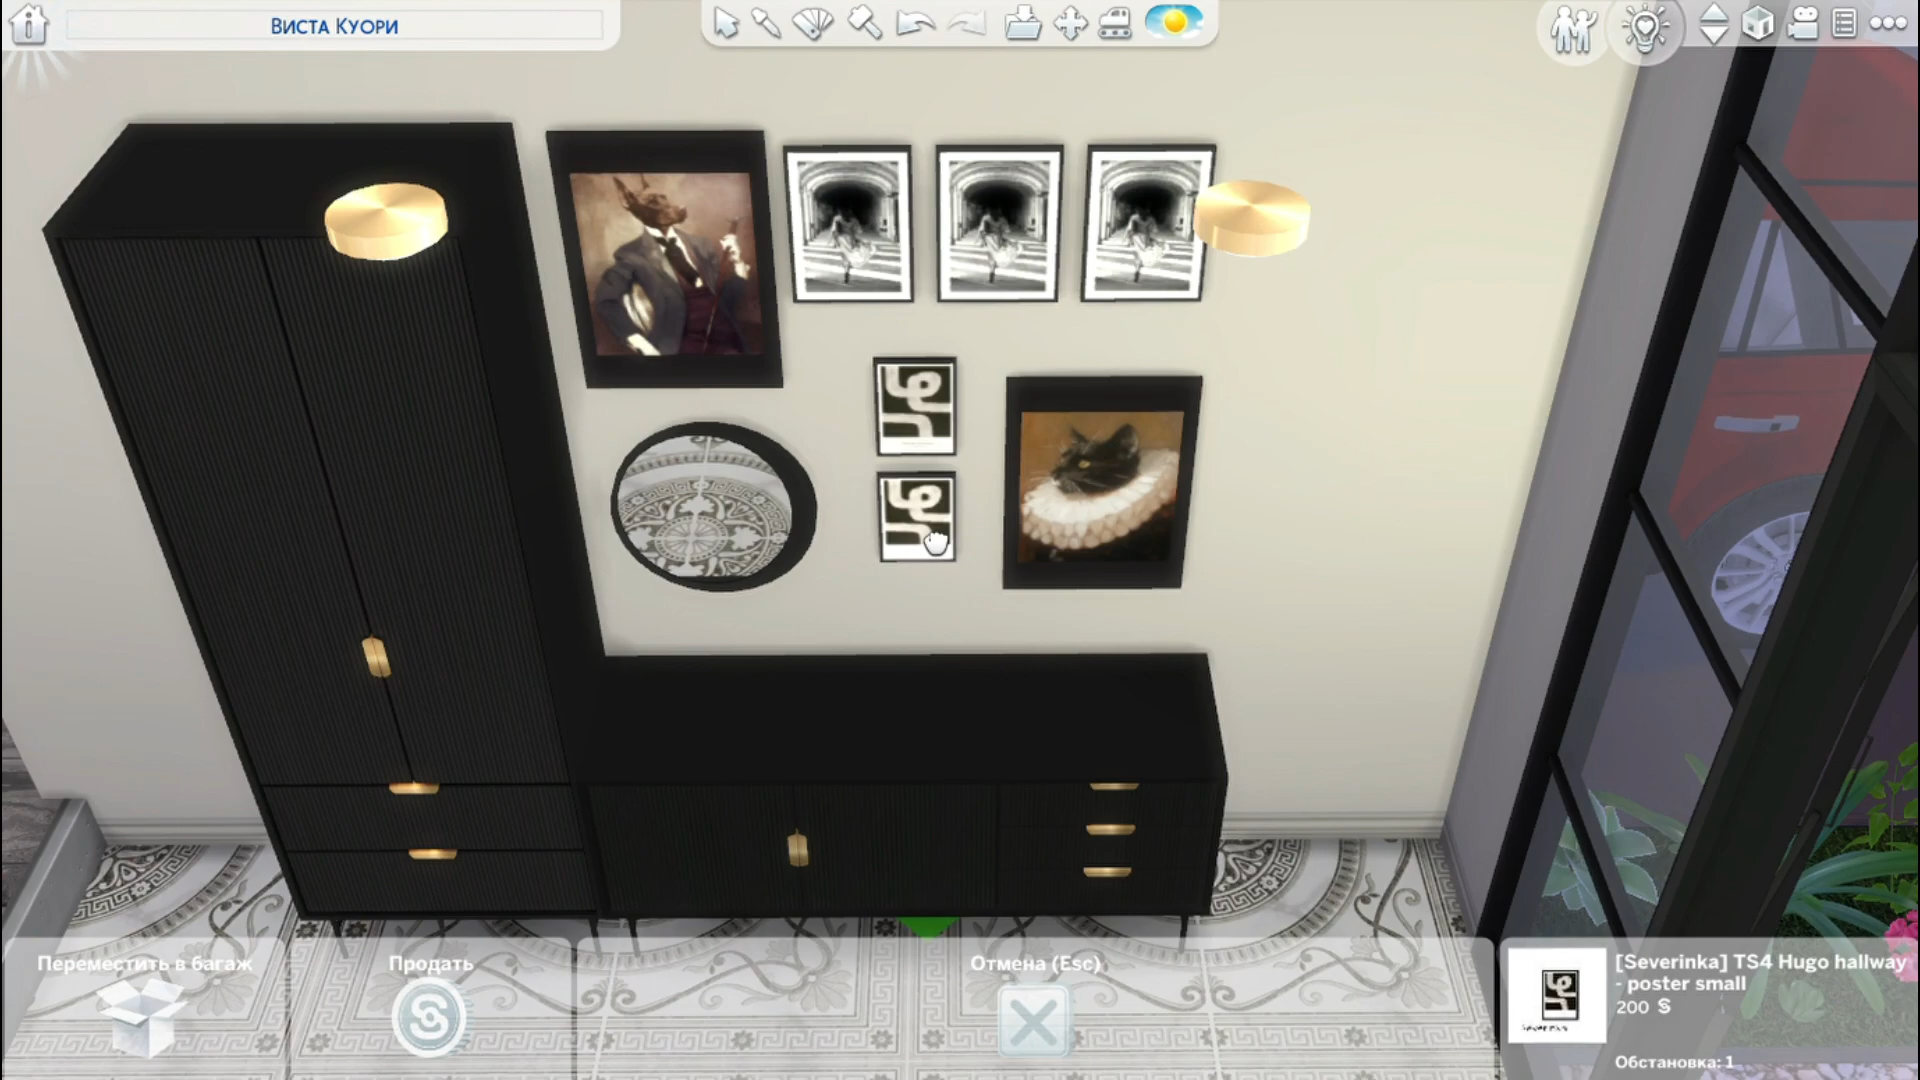 Виста Куори
Переместить в багаж
Продать
Отмена (Esc)
[Severinka] TS4 Hugo hallway
- poster small
200 §
Обстановка: 1